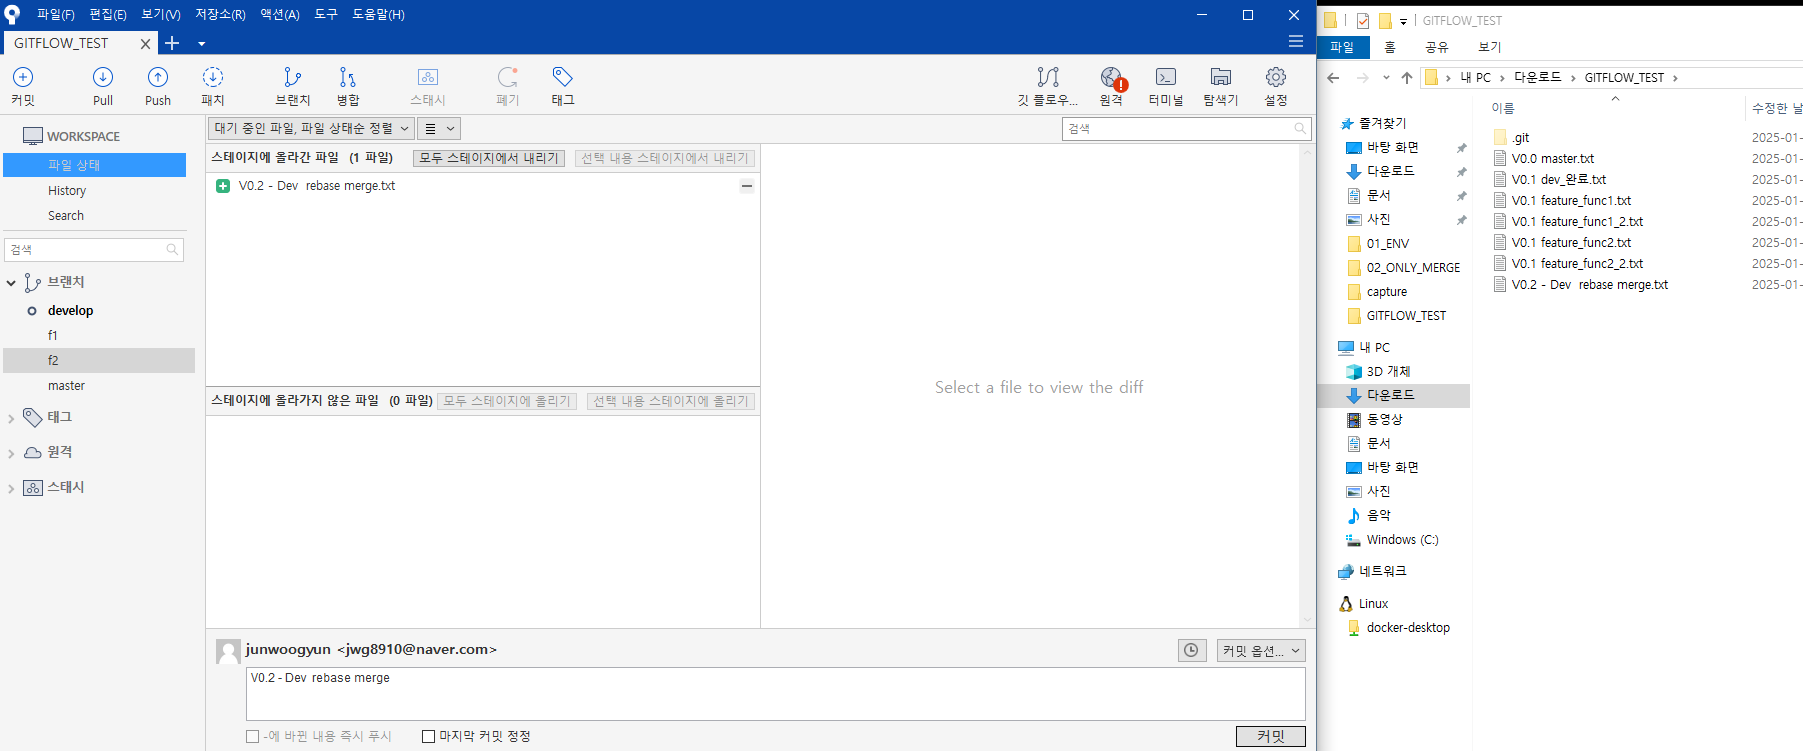 파일(F) 편집(E) 보기(V) 저장소(R) 액션(A) 도구 도움말(H)
GITFLOW_TEST
커밋 Pull Push 패치 브랜치 병합 스태시 폐기 태그 깃 플로우... 원격 터미널 탐색기 설정
WORKSPACE
파일 상태
History
Search
검색
브랜치
develop
f1
f2
master
태그
원격
스태시
대기 중인 파일, 파일 상태순 정렬
검색
스테이지에 올라간 파일 (1 파일) 모두 스테이지에서 내리기 선택 내용 스테이지에서 내리기
V0.2 - Dev  rebase merge.txt
스테이지에 올라가지 않은 파일 (0 파일) 모두 스테이지에 올리기 선택 내용 스테이지에 올리기
Select a file to view the diff
junwoogyun <jwg8910@naver.com>
커밋 옵션...
V0.2 - Dev  rebase merge
-에 바뀐 내용 즉시 푸시 마지막 커밋 정정
커밋
GITFLOW_TEST
파일 홈 공유 보기
내 PC 다운로드 GITFLOW_TEST
즐겨찾기
바탕 화면
다운로드
문서
사진
01_ENV
02_ONLY_MERGE
capture
GITFLOW_TEST
내 PC
3D 개체
다운로드
동영상
문서
바탕 화면
사진
음악
Windows (C:)
네트워크
Linux
docker-desktop
이름 수정한 날
.git 2025-01-
V0.0 master.txt 2025-01-
V0.1 dev_완료.txt 2025-01-
V0.1 feature_func1.txt 2025-01-
V0.1 feature_func1_2.txt 2025-01-
V0.1 feature_func2.txt 2025-01-
V0.1 feature_func2_2.txt 2025-01-
V0.2 - Dev  rebase merge.txt 2025-01-